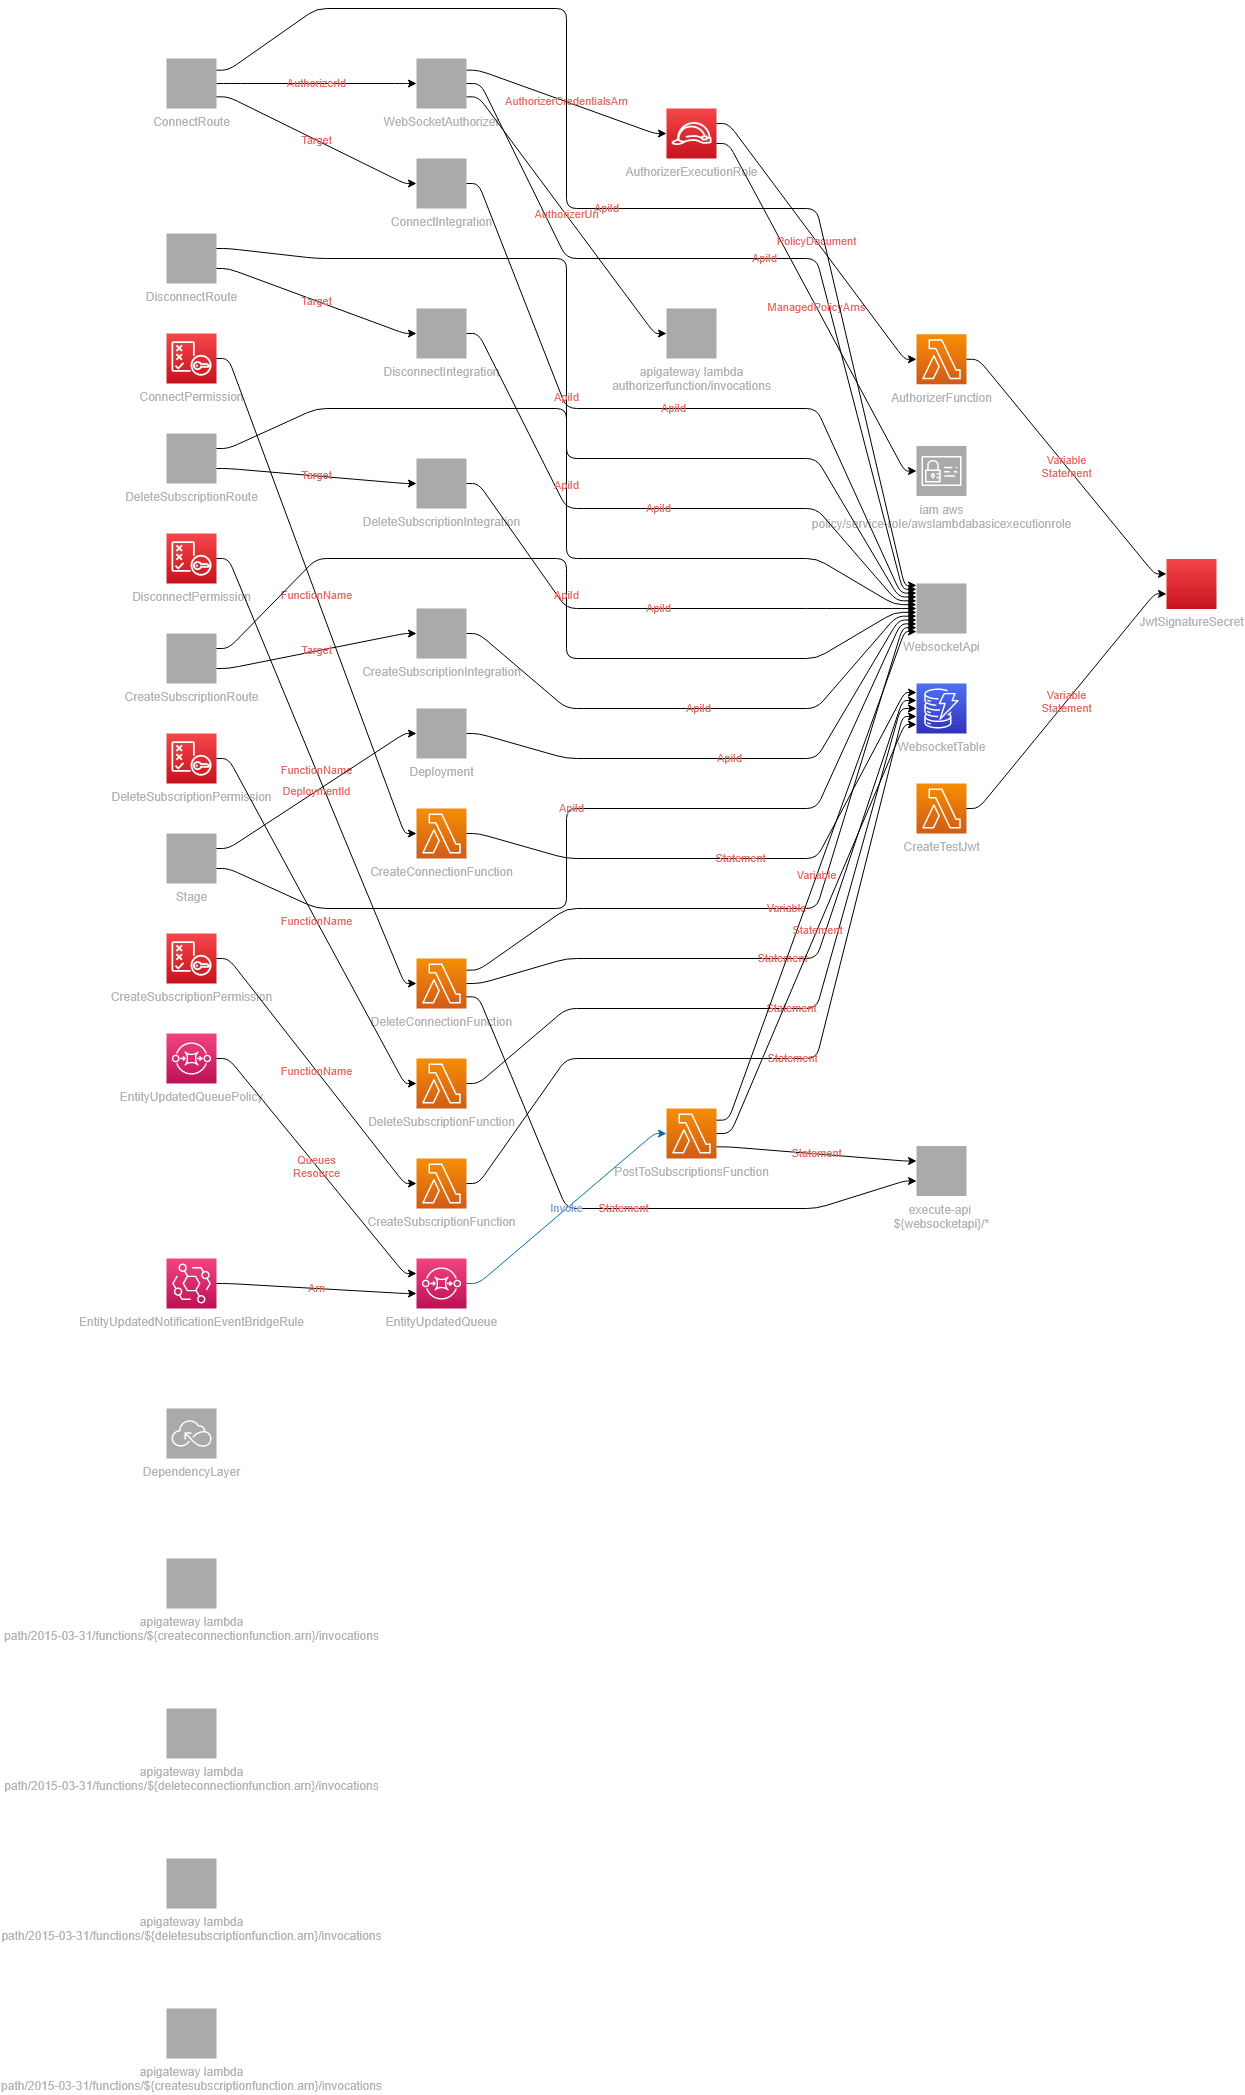 AuthorizerId
ConnectRoute
WebSocketAuthorizer
AuthorizerCredentialsArn
Target
AuthorizerExecutionRole
ConnectIntegration
AuthorizerUri
ApiId
PolicyDocument
ApiId
DisconnectRoute
Target
ManagedPolicyArns
DisconnectIntegration
apigateway lambda
authorizerfunction/invocations
ConnectPermission
AuthorizerFunction
ApiId
ApiId
Variable
Statement
Target
ApiId
DeleteSubscriptionRoute
ApiId
iam aws
policy/service-role/awslambdabasicexecutionrole
DeleteSubscriptionIntegration
DisconnectPermission
FunctionName
ApiId
ApiId
JwtSignatureSecret
Target
WebsocketApi
CreateSubscriptionIntegration
CreateSubscriptionRoute
ApiId
Variable
Statement
WebsocketTable
ApiId
FunctionName
Deployment
DeploymentId
DeleteSubscriptionPermission
ApiId
CreateTestJwt
Statement
CreateConnectionFunction
Variable
Stage
Variable
FunctionName
Statement
Statement
CreateSubscriptionPermission
Statement
DeleteConnectionFunction
Statement
FunctionName
EntityUpdatedQueuePolicy
DeleteSubscriptionFunction
Statement
Queues
Resource
PostToSubscriptionsFunction
Invoke
Statement
execute-api
${websocketapi}/*
CreateSubscriptionFunction
Arn
EntityUpdatedNotificationEventBridgeRule
EntityUpdatedQueue
DependencyLayer
apigateway lambda
path/2015-03-31/functions/${createconnectionfunction.arn}/invocations
apigateway lambda
path/2015-03-31/functions/${deleteconnectionfunction.arn}/invocations
apigateway lambda
path/2015-03-31/functions/${deletesubscriptionfunction.arn}/invocations
apigateway lambda
path/2015-03-31/functions/${createsubscriptionfunction.arn}/invocations